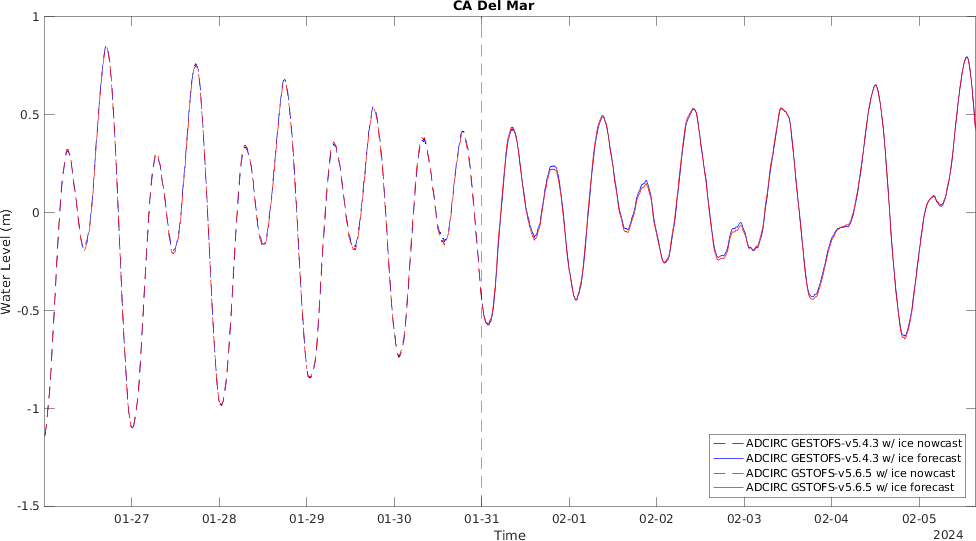 CA Del Mar
1
0.5
0
-0.5
-1
-1.5
Water Level (m)
01-27
01-28
01-29
01-30
01-31
02-01
02-02
02-03
02-04
02-05
Time
2024
ADCIRC GESTOFS-v5.4.3 w/ ice nowcast
ADCIRC GESTOFS-v5.4.3 w/ ice forecast
ADCIRC GSTOFS-v5.6.5 w/ ice nowcast
ADCIRC GSTOFS-v5.6.5 w/ ice forecast